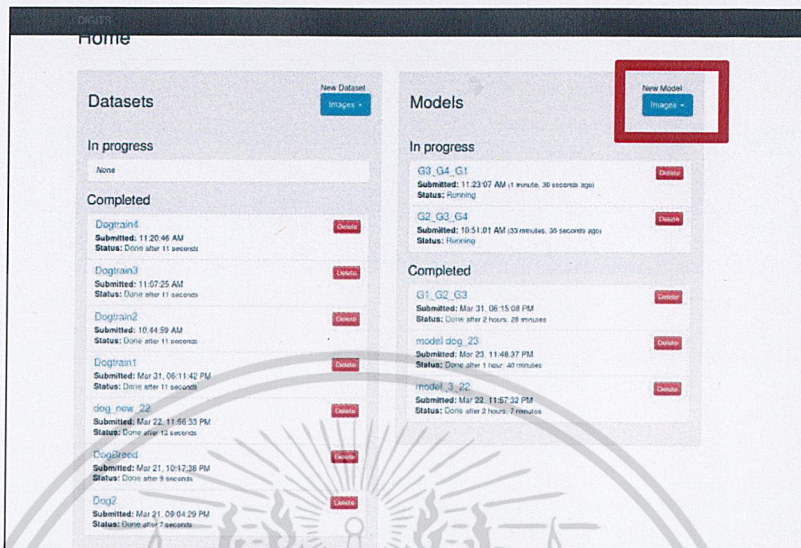 DIGITS
Home
Datasets
New Dataset
Images
In progress
None
Completed
Dogtrain4
Delete
Submitted: 11:20:46 AM
Status: Done after 11 seconds
Dogtrain3
Delete
Submitted: 11:07:25 AM
Status: Done after 11 seconds
Dogtrain2
Delete
Submitted: 10:44:59 AM
Status: Done after 11 seconds
Dogtrain1
Delete
Submitted: Mar 31, 06:11:42 PM
Status: Done after 11 seconds
dog_new_22
Delete
Submitted: Mar 22, 11:56:33 PM
Status: Done after 12 seconds
DogBreed
Delete
Submitted: Mar 21, 10:17:38 PM
Status: Done after 9 seconds
Dog2
Delete
Submitted: Mar 21, 09:04:29 PM
Status: Done after 7 seconds
Models
New Model
Images
In progress
G3_G4_G1
Delete
Submitted: 11:23:07 AM (1 minute, 30 seconds ago)
Status: Running
G2_G3_G4
Delete
Submitted: 10:51:01 AM (33 minutes, 36 seconds ago)
Status: Running
Completed
G1_G2_G3
Delete
Submitted: Mar 31, 06:15:08 PM
Status: Done after 2 hours, 28 minutes
model dog_23
Delete
Submitted: Mar 23, 11:48:37 PM
Status: Done after 1 hour, 40 minutes
model_3_22
Delete
Submitted: Mar 22, 11:57:32 PM
Status: Done after 2 hours, 7 minutes